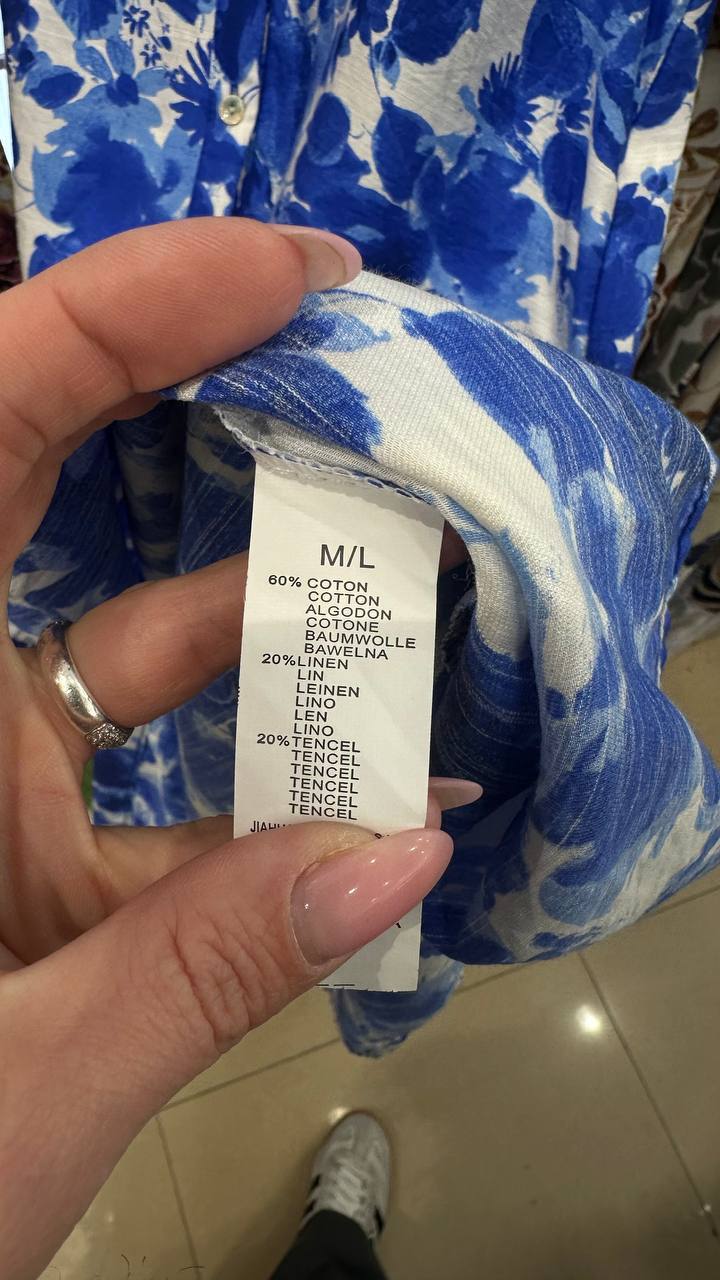 M/L
60% COTON
COTTON
ALGODON
COTONE
BAUMWOLLE
BAWELNA
20%LINEN
LIN
LEINEN
LINO
LEN
LINO
20%TENCEL
TENCEL
TENCEL
TENCEL
TENCEL
TENCEL